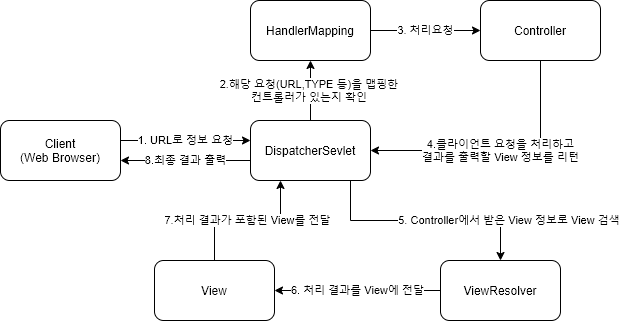 HandlerMapping
3. 처리요청
Controller
2.해당 요청(URL,TYPE 등)을 맵핑한
컨트롤러가 있는지 확인
Client
(Web Browser)
1. URL로 정보 요청
8.최종 결과 출력
DispatcherSevlet
4.클라이언트 요청을 처리하고
결과를 출력할 View 정보를 리턴
7.처리 결과가 포함된 View를 전달
5. Controller에서 받은 View 정보로 View 검색
View
6. 처리 결과를 View에 전달
ViewResolver